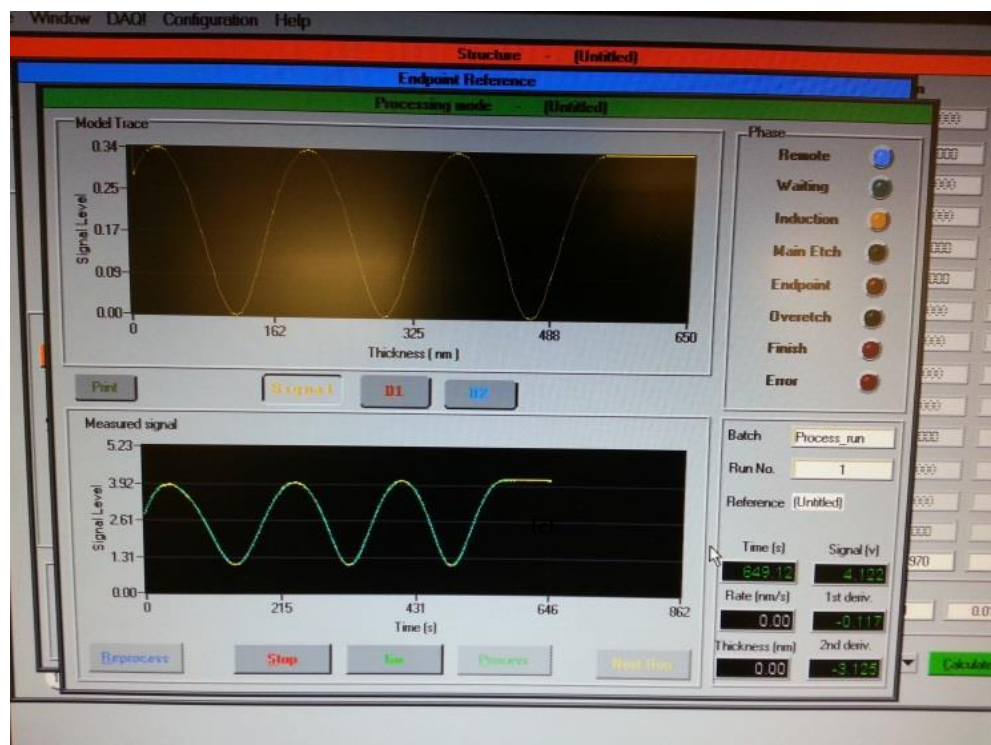 Window DAQ! Configuration Help
Structure - (Untitled)
Endpoint Reference
Processing mode - (Untitled)
Model Trace
0.34
0.25
0.17
0.09
0.00
Signal Level
0 162 325 488 650
Thickness ( nm )
Phase
Remote
Waiting
Induction
Main Etch
Endpoint
Overetch
Finish
Error
Print Signal D1 D2
Measured signal
5.23
3.92
2.61
1.31
0.00
Signal Level
0 215 431 646 862
Time (s)
Batch Process_run
Run No. 1
Reference (Untitled)
Time (s) Signal (v)
649.12 4.122
Rate (nm/s) 1st deriv.
0.00 -0.117
Thickness (nm) 2nd deriv.
0.00 -3.125
Reprocess Stop Go Process Next Run
970
0.0
Calculate